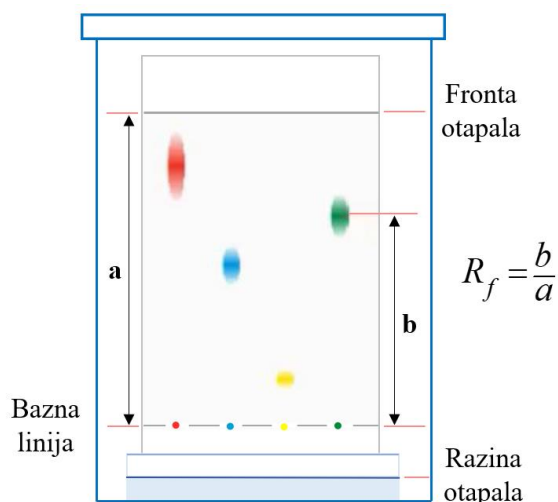 Fronta
otapala
a
b
R_f = b/a
Bazna
linija
Razina
otapala